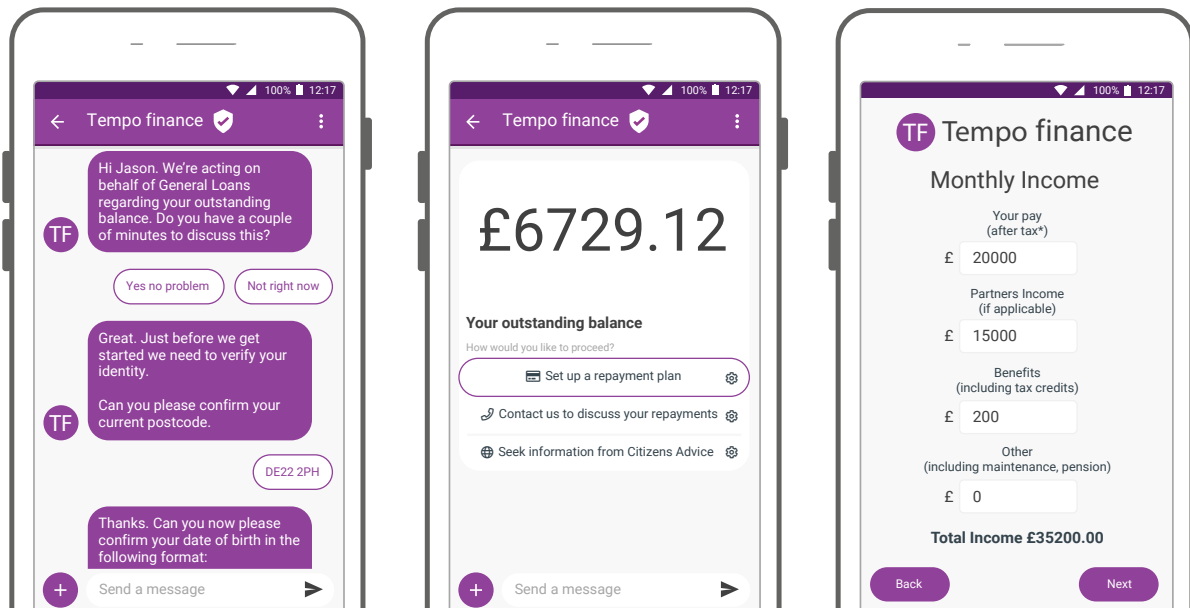 100% 12:17
Tempo finance
Hi Jason. We're acting on
behalf of General Loans
regarding your outstanding
balance. Do you have a couple
of minutes to discuss this?
TF
Yes no problem
Not right now
Great. Just before we get
started we need to verify your
identity.
Can you please confirm your
current postcode.
TF
DE22 2PH
Thanks. Can you now please
confirm your date of birth in the
following format:
+ Send a message
100% 12:17
Tempo finance
£6729.12
Your outstanding balance
How would you like to proceed?
Set up a repayment plan
Contact us to discuss your repayments
Seek information from Citizens Advice
+ Send a message
100% 12:17
TF Tempo finance
Monthly Income
Your pay
(after tax*)
£ 20000
Partners Income
(if applicable)
£ 15000
Benefits
(including tax credits)
£ 200
Other
(including maintenance, pension)
£ 0
Total Income £35200.00
Back
Next